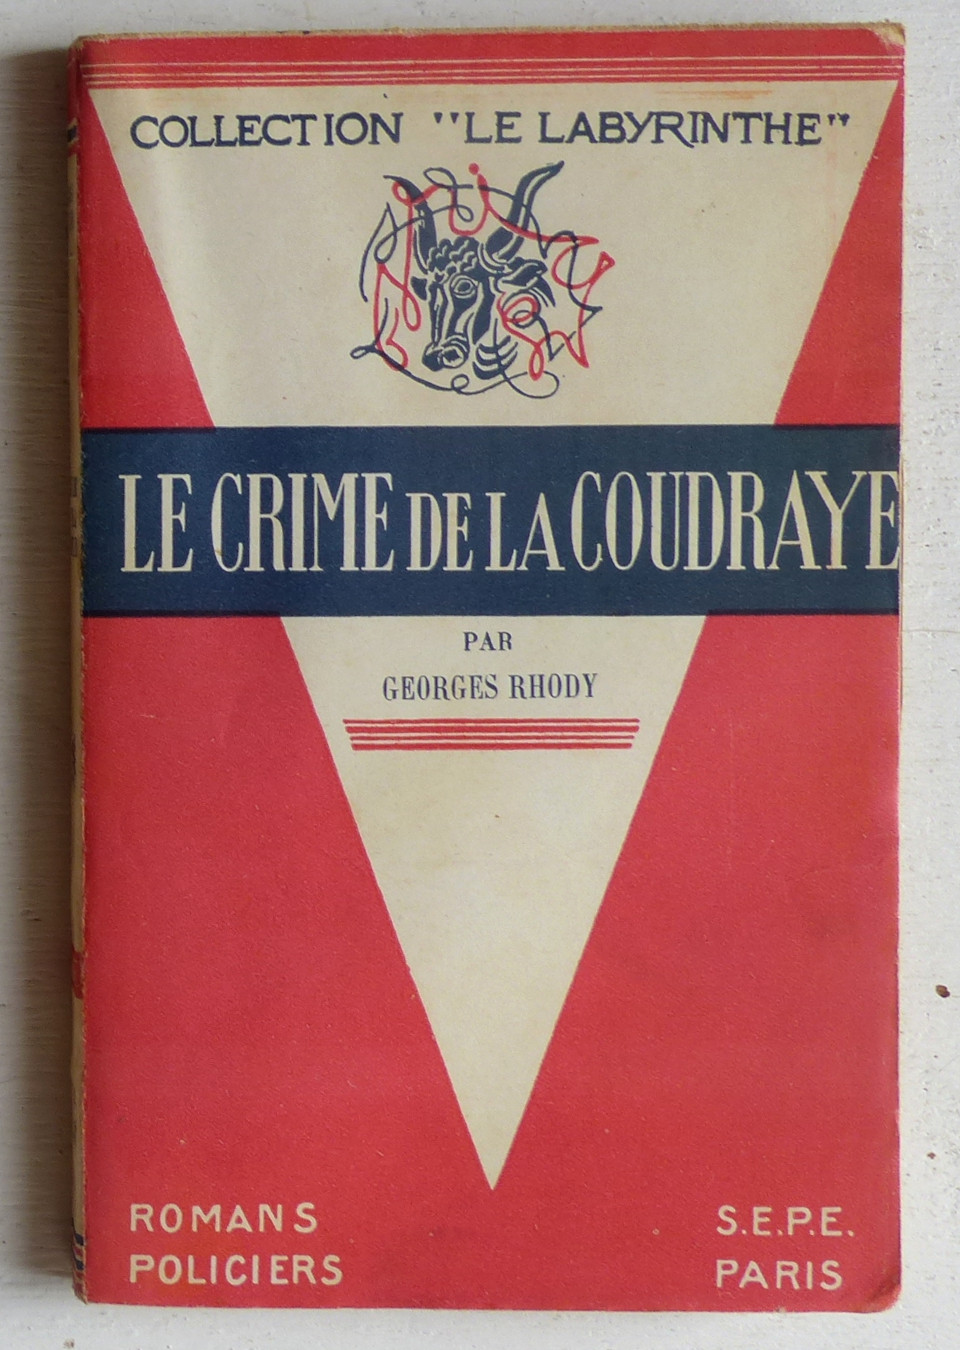 COLLECTION "LE LABYRINTHE"
LE CRIME DE LA COUDRAYE
PAR
GEORGES RHODY
ROMANS
POLICIERS
S.E.P.E.
PARIS